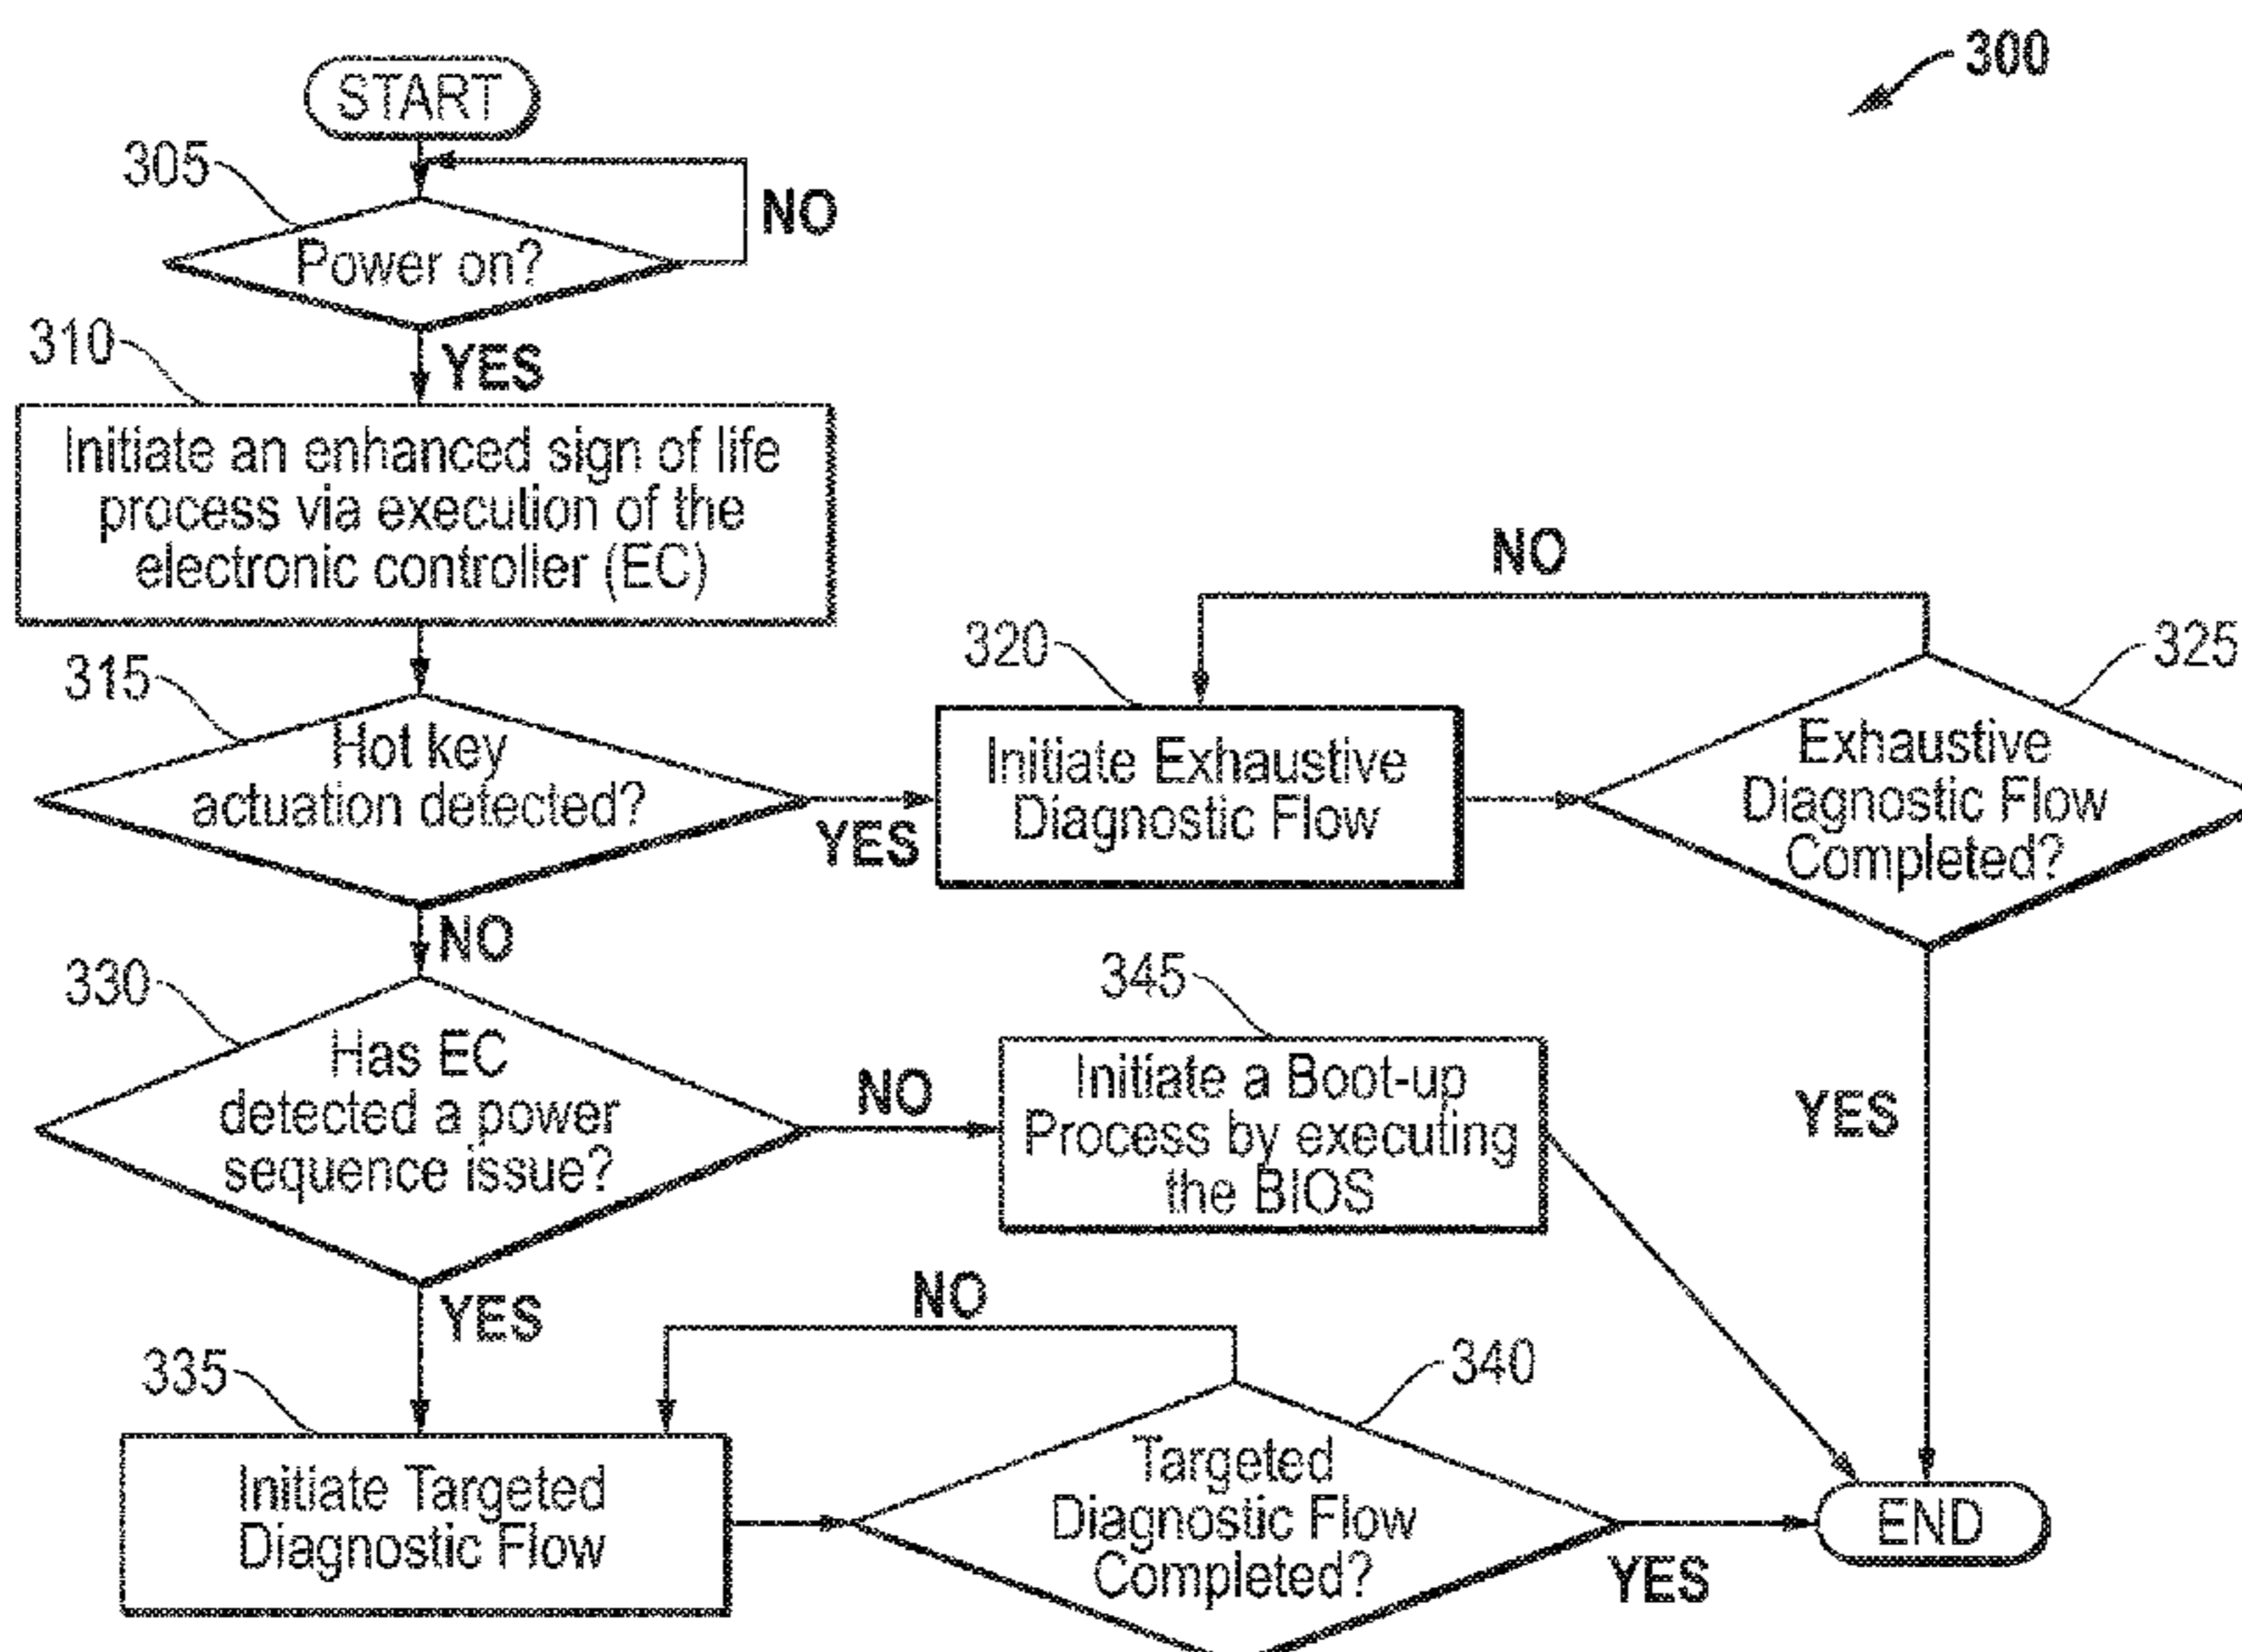 300
START
305
NO
Power on?
310
YES
Initiate an enhanced sign of life
process via execution of the
electronic controller (EC)
NO
315
Hot key
actuation detected?
YES
320
Initiate Exhaustive
Diagnostic Flow
325
Exhaustive
Diagnostic Flow
Completed?
NO
YES
330
Has EC
detected a power
sequence issue?
NO
345
Initiate a Boot-up
Process by executing
the BIOS
YES
NO
335
Initiate Targeted
Diagnostic Flow
340
Targeted
Diagnostic Flow
Completed?
YES
END